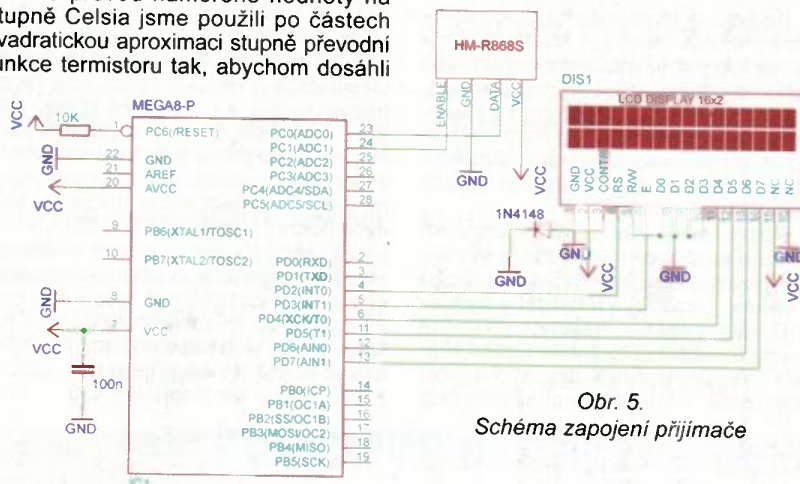 tupně Celsia jsme použili po částech
vadratickou aproximaci stupně převodní
unkce termistoru tak, abychom dosáhli
HM-R868S
ENABLE
GND
DATA
VCC
GND
VCC
DIS1
LCD DISPLAY 16x2
GND
VCC
RS
R/W
E
D0
D1
D2
D3
D4
D5
D6
D7
NC
NC
1N4148
GND
GND
VCC
GND
GND
VCC
MEGA8-P
VCC
10K
1
PC6(/RESET)
GND
22
GND
21
AREF
20
AVCC
VCC
9
PB6(XTAL1/TOSC1)
10
PB7(XTAL2/TOSC2)
GND
8
GND
7
VCC
VCC
100n
GND
PC0(ADC0) 23
PC1(ADC1) 24
PC2(ADC2) 25
PC3(ADC3) 26
PC4(ADC4/SDA) 27
PC5(ADC5/SCL) 28
PD0(RXD) 2
PD1(TXD) 3
PD2(INT0) 4
PD3(INT1) 5
PD4(XCK/T0) 6
PD5(T1) 11
PD6(AIN0) 12
PD7(AIN1) 13
PB0(ICP) 14
PB1(OC1A) 15
PB2(SS/OC1B) 16
PB3(MOSI/OC2) 17
PB4(MISO) 18
PB5(SCK) 19
IC1
Obr. 5.
Schéma zapojení přijímače